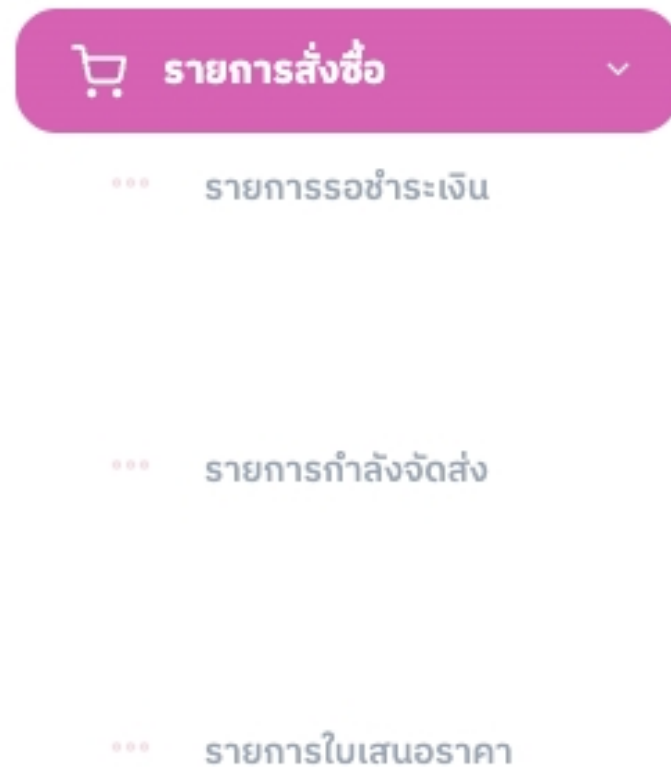 รายการสั่งซื้อ
รายการรอชำระเงิน
รายการกำลังจัดส่ง
รายการใบเสนอราคา